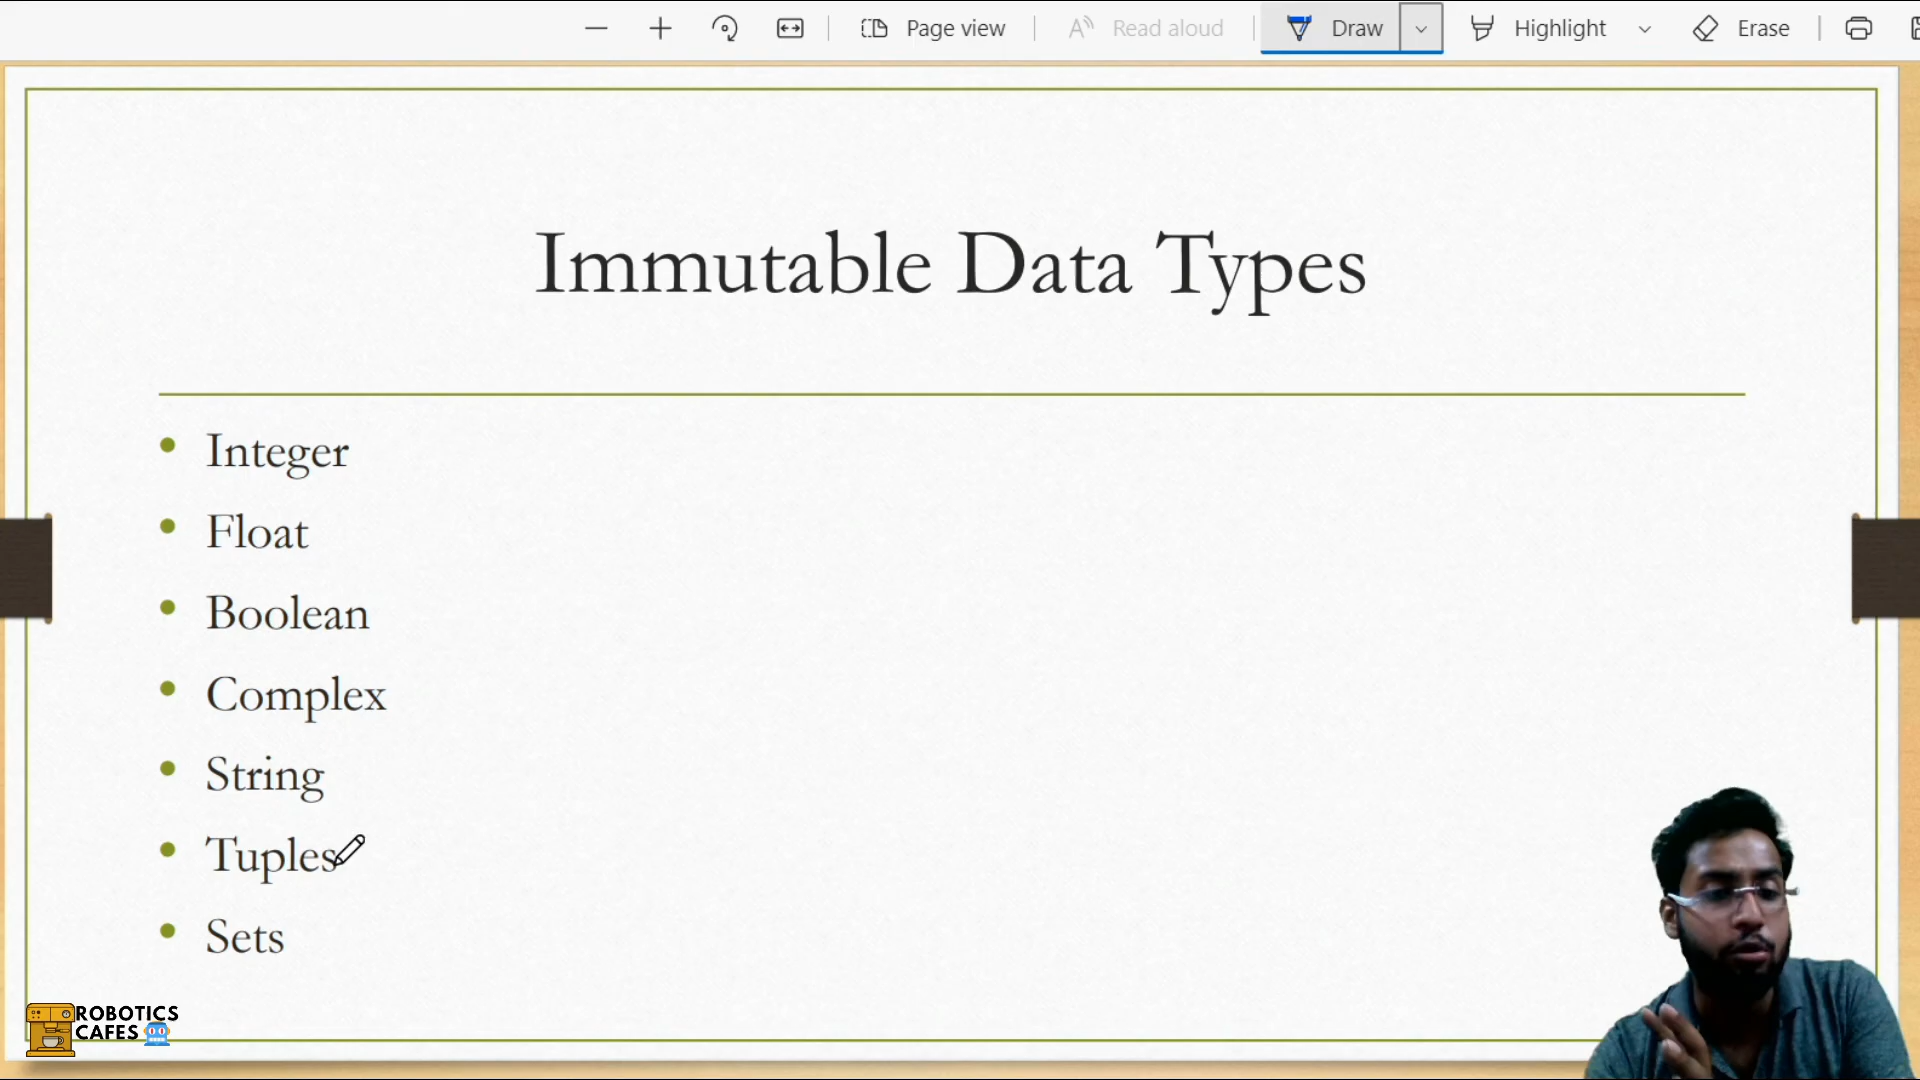 Page view
Read aloud
Draw
Highlight
Erase
Immutable Data Types
Integer
Float
Boolean
Complex
String
Tuples
Sets
ROBOTICS
CAFES